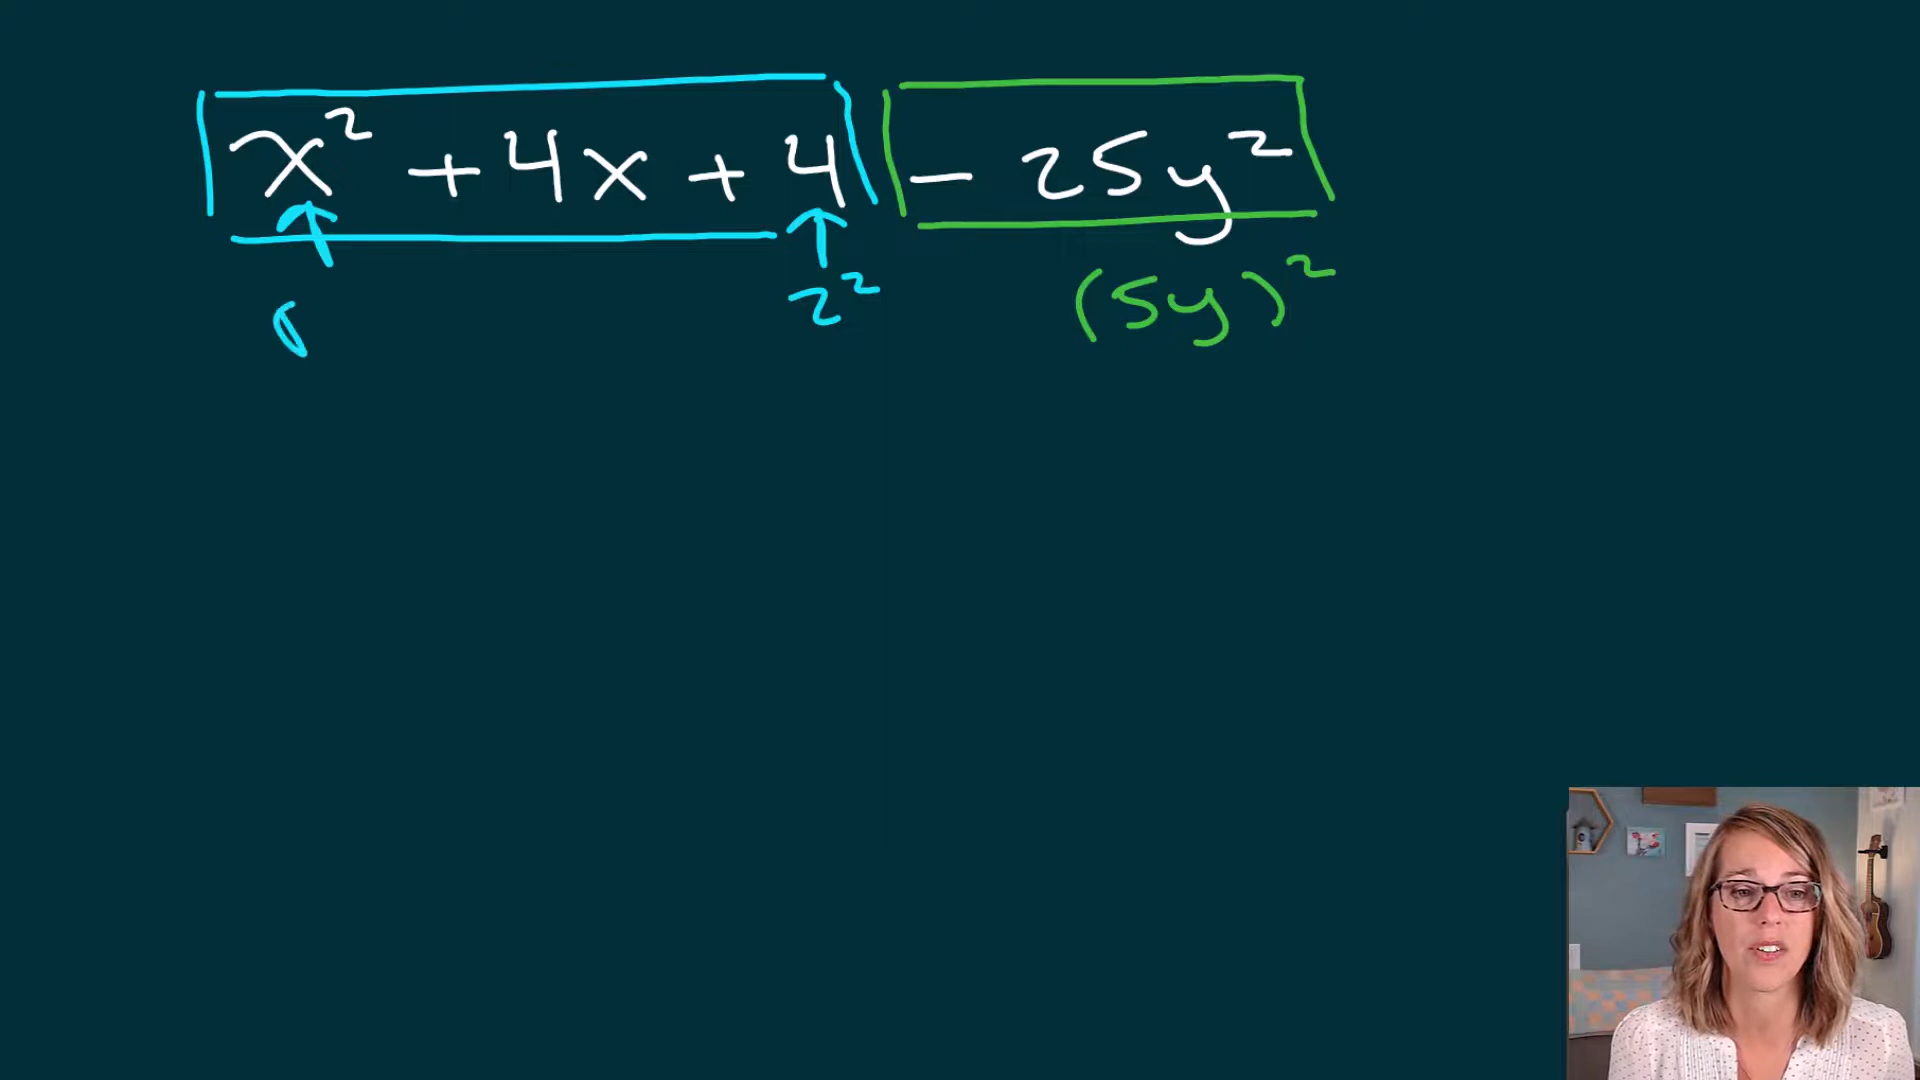 x² + 4x + 4 - 25y²
2² (5y)²